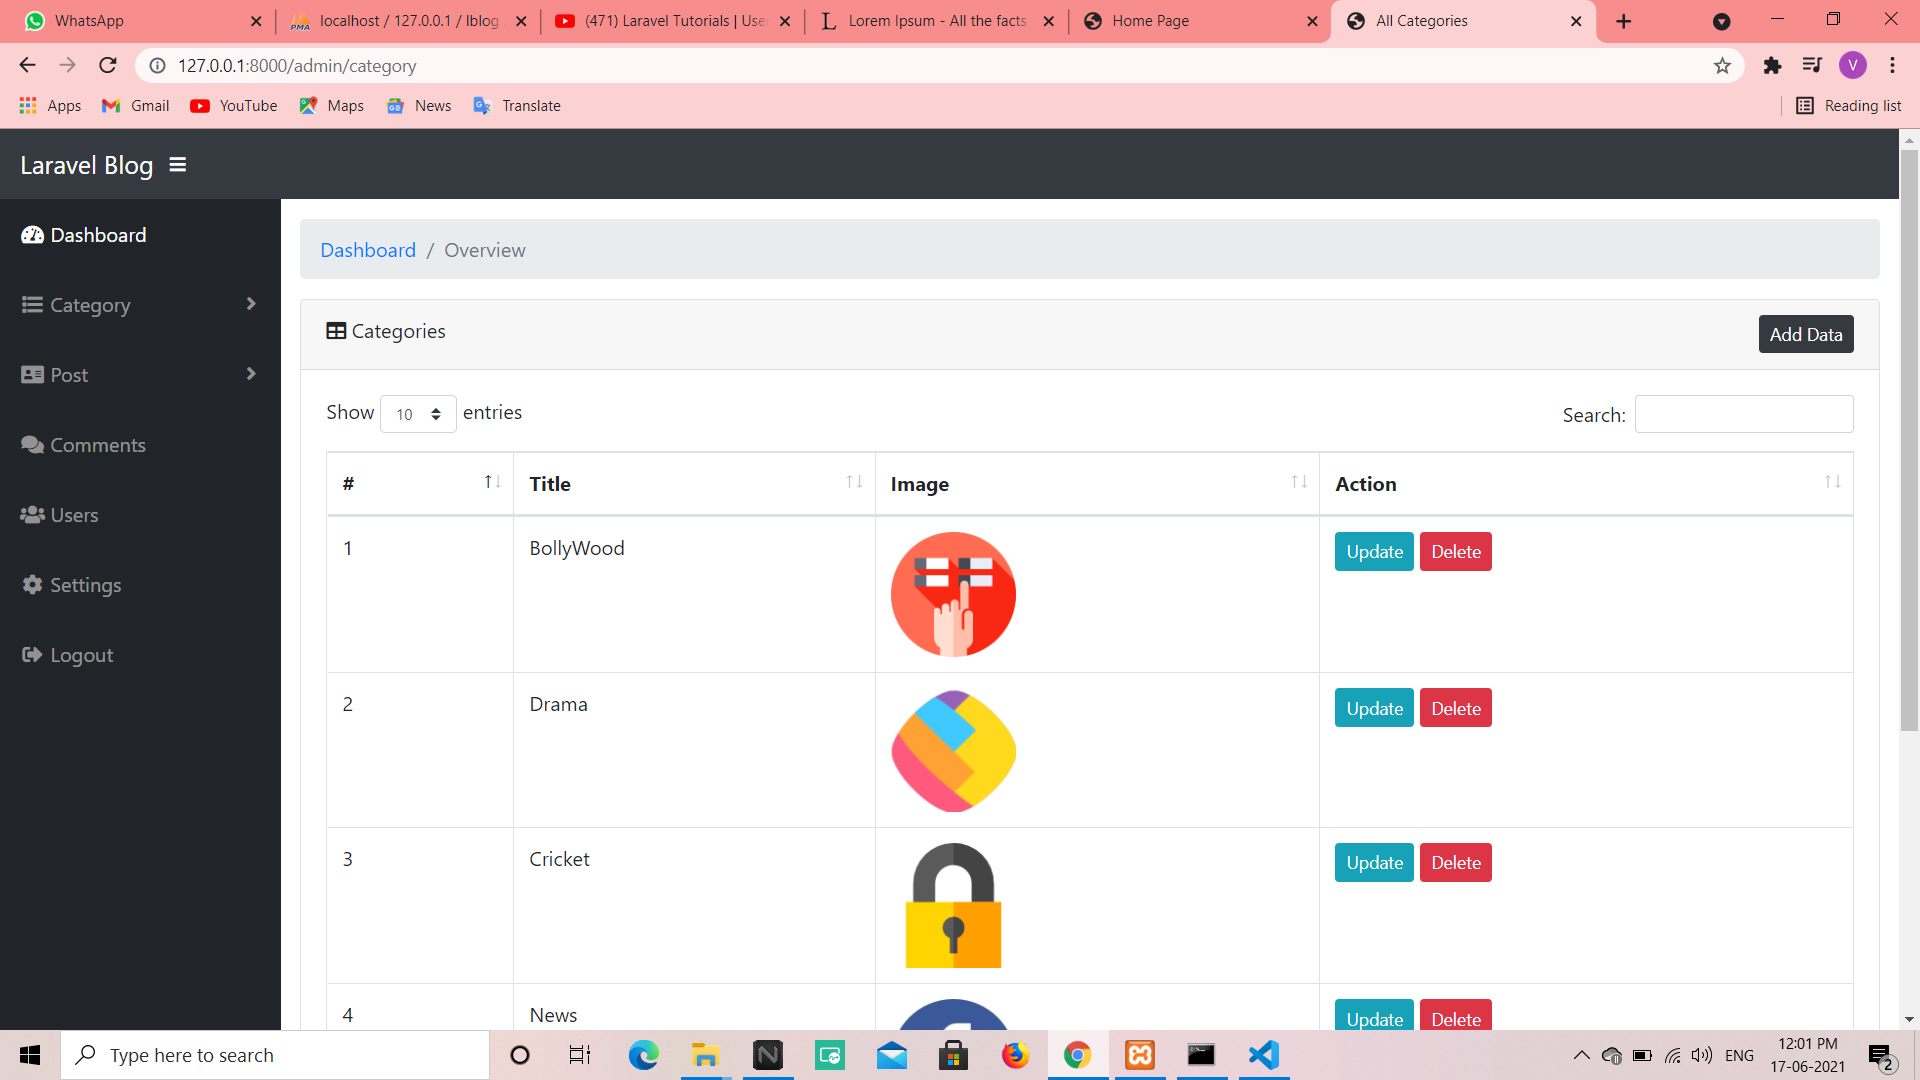 WhatsApp
localhost / 127.0.0.1 / lblog
(471) Laravel Tutorials | Use
Lorem Ipsum - All the facts
Home Page
All Categories
127.0.0.1:8000/admin/category
V
Apps
Gmail
YouTube
Maps
News
Translate
Reading list
Laravel Blog
Dashboard
Category
Post
Comments
Users
Settings
Logout
Dashboard / Overview
Categories
Add Data
Show 10 entries
Search:
# Title Image Action
1 BollyWood Update Delete
2 Drama Update Delete
3 Cricket Update Delete
4 News Update Delete
Type here to search
ENG
12:01 PM
17-06-2021
2